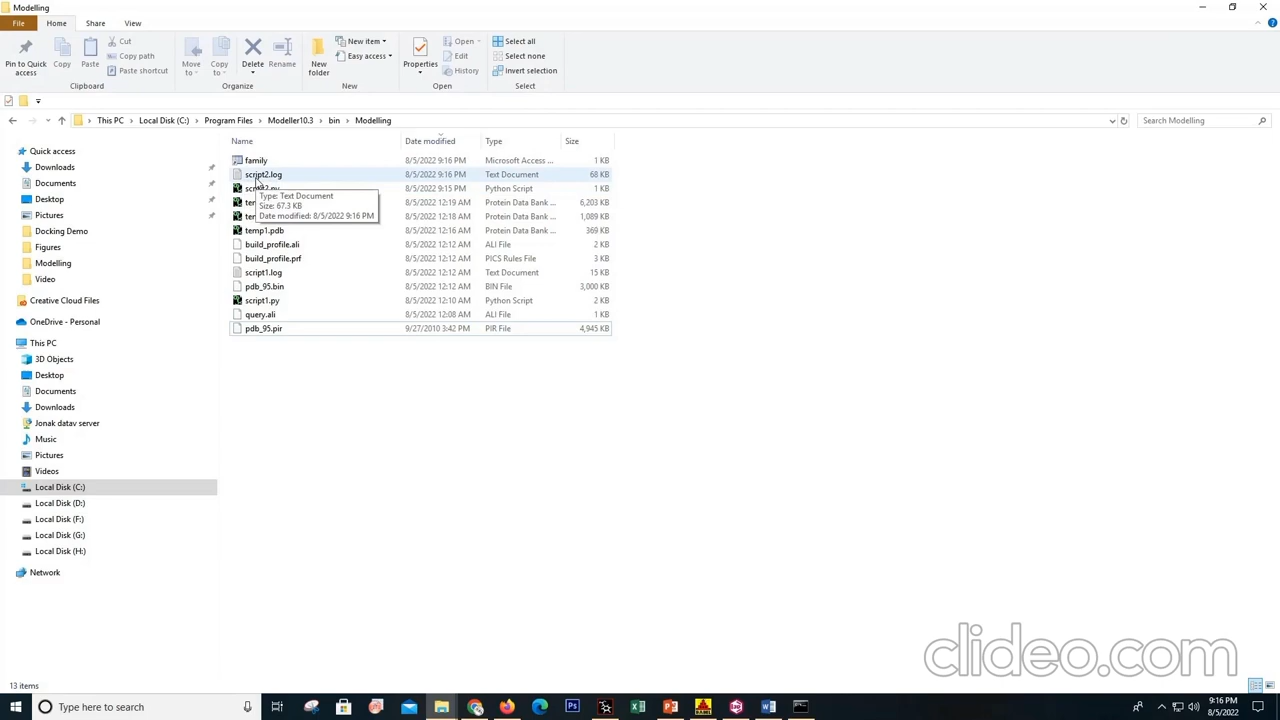 Modelling
File Home Share View
Pin to Quick access
Copy
Paste
Cut
Copy path
Paste shortcut
Clipboard
Move to
Copy to
Delete
Rename
Organize
New folder
New item
Easy access
New
Properties
Open
Edit
History
Open
Select all
Select none
Invert selection
Select
This PC Local Disk (C:) Program Files Modeller10.3 bin Modelling
Search Modelling
Name Date modified Type Size
family 8/5/2022 9:16 PM Microsoft Access ... 1 KB
script2.log 8/5/2022 9:16 PM Text Document 68 KB
8/5/2022 9:15 PM Python Script 1 KB
8/5/2022 12:19 AM Protein Data Bank ... 6,203 KB
8/5/2022 12:18 AM Protein Data Bank ... 1,089 KB
temp1.pdb 8/5/2022 12:16 AM Protein Data Bank ... 369 KB
build_profile.ali 8/5/2022 12:12 AM ALI File 2 KB
build_profile.prf 8/5/2022 12:12 AM PICS Rules File 3 KB
script1.log 8/5/2022 12:12 AM Text Document 15 KB
pdb_95.bin 8/5/2022 12:12 AM BIN File 3,000 KB
script1.py 8/5/2022 12:10 AM Python Script 2 KB
query.ali 8/5/2022 12:08 AM ALI File 1 KB
pdb_95.pir 9/27/2010 3:42 PM PIR File 4,945 KB
Type: Text Document
Size: 67.3 KB
Date modified: 8/5/2022 9:16 PM
Quick access
Downloads
Documents
Desktop
Pictures
Docking Demo
Figures
Modelling
Video
Creative Cloud Files
OneDrive - Personal
This PC
3D Objects
Desktop
Documents
Downloads
Jonak datav server
Music
Pictures
Videos
Local Disk (C:)
Local Disk (D:)
Local Disk (F:)
Local Disk (G:)
Local Disk (H:)
Network
clideo.com
13 items
Type here to search
9:16 PM
8/5/2022